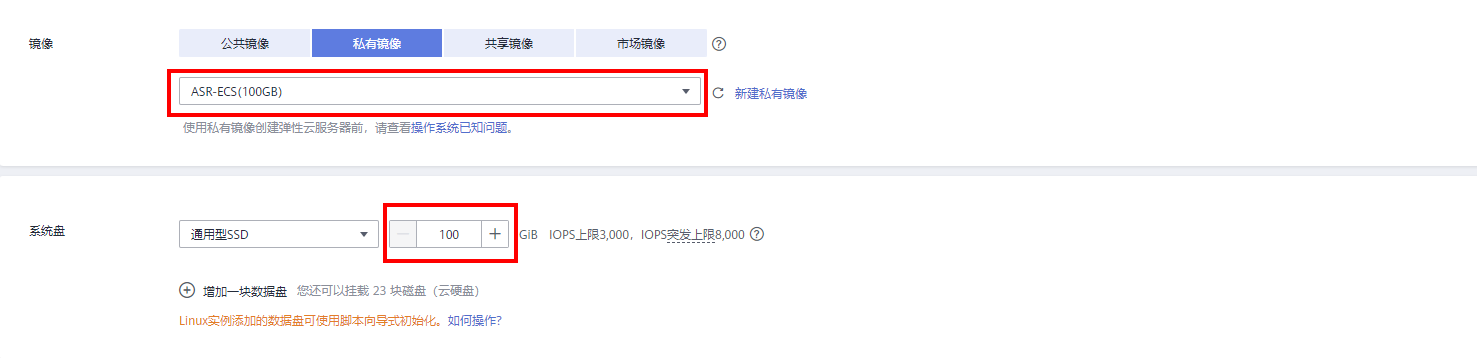 镜像 公共镜像 私有镜像 共享镜像 市场镜像 ?
ASR-ECS(100GB) 新建私有镜像
使用私有镜像创建弹性云服务器前，请查看操作系统已知问题。
系统盘 通用型SSD 100 GiB IOPS上限3,000，IOPS突发上限8,000 ?
增加一块数据盘 您还可以挂载 23 块磁盘（云硬盘）
Linux实例添加的数据盘可使用脚本向导式初始化。如何操作?